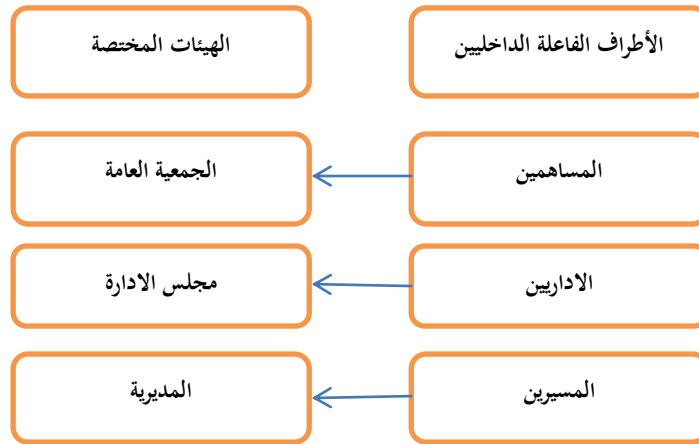 الأطراف الفاعلة الداخليين
الهيئات المختصة
المساهمين
الجمعية العامة
الاداريين
مجلس الادارة
المسيرين
المديرية